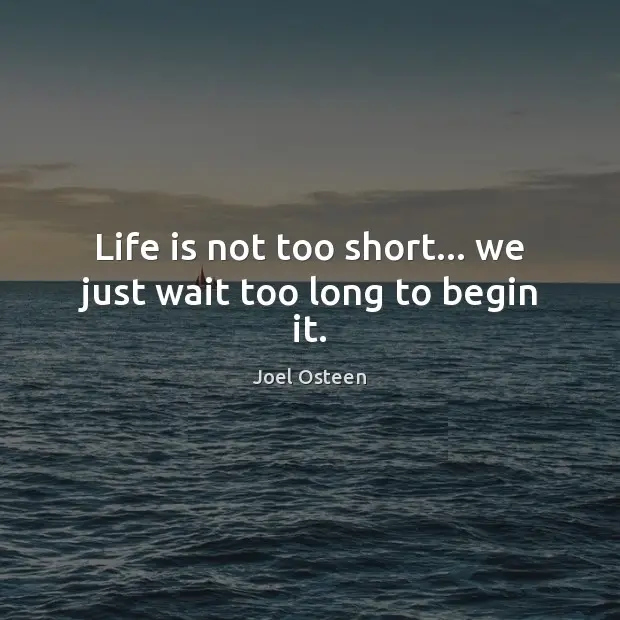 Life is not too short... we
just wait too long to begin
it.
Joel Osteen